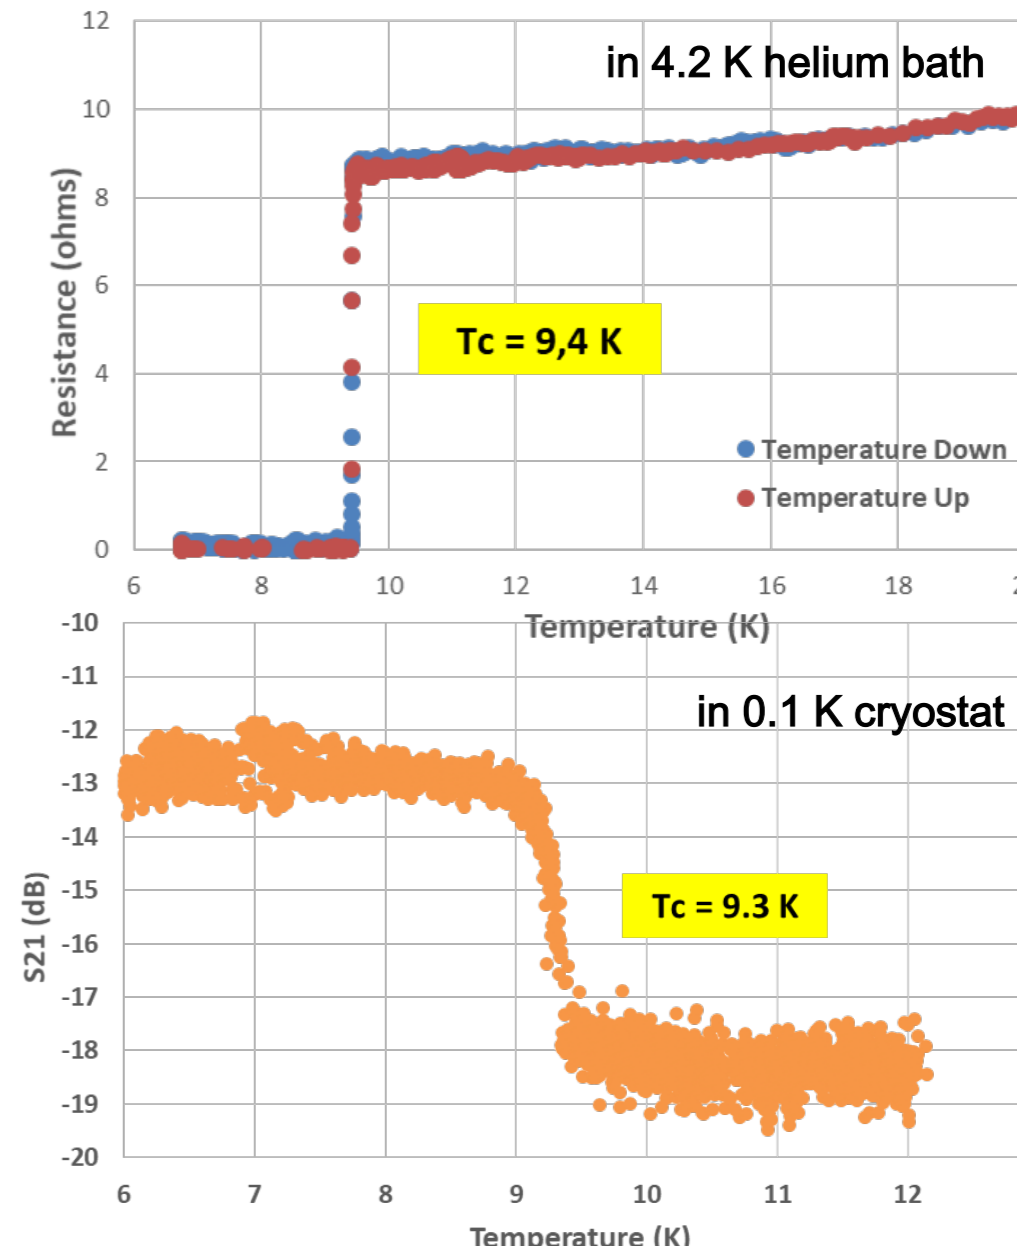 12
in 4.2 K helium bath
10
8
Resistance (ohms)
6
Tc = 9,4 K
4
Temperature Down
2
Temperature Up
0
6 8 10 12 14 16 18 2
Temperature (K)
-10
-11
in 0.1 K cryostat
-12
-13
-14
-15
Tc = 9.3 K
S21 (dB)
-16
-17
-18
-19
-20
6 7 8 9 10 11 12
Temperature (K)